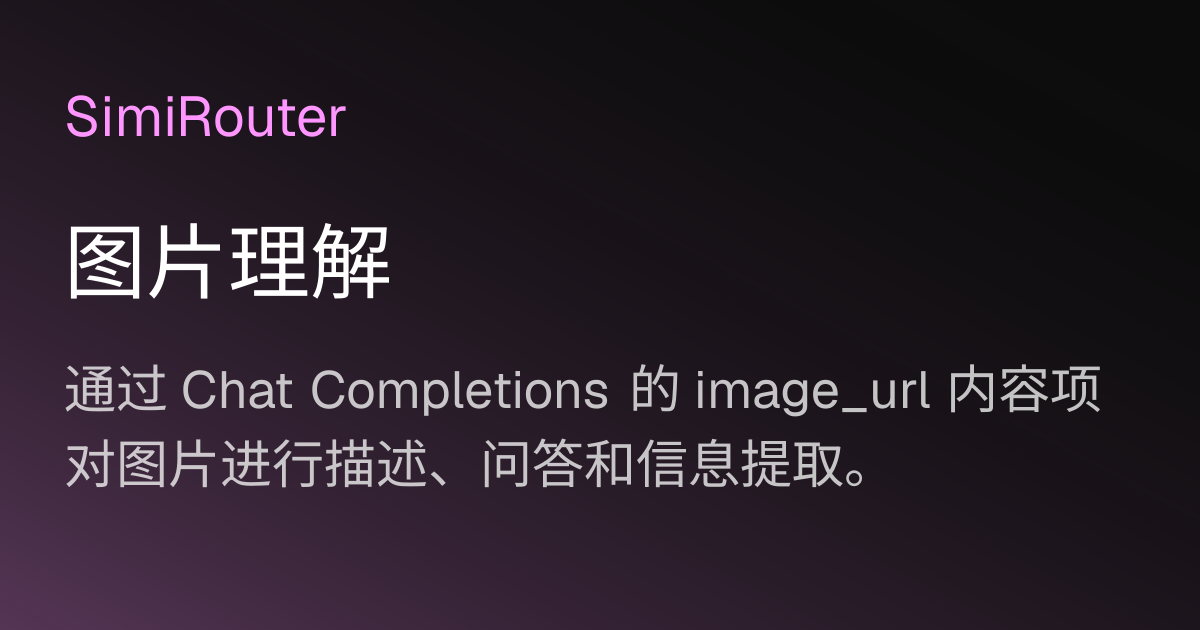 SimiRouter
图片理解
通过 Chat Completions 的 image_url 内容项
对图片进行描述、问答和信息提取。